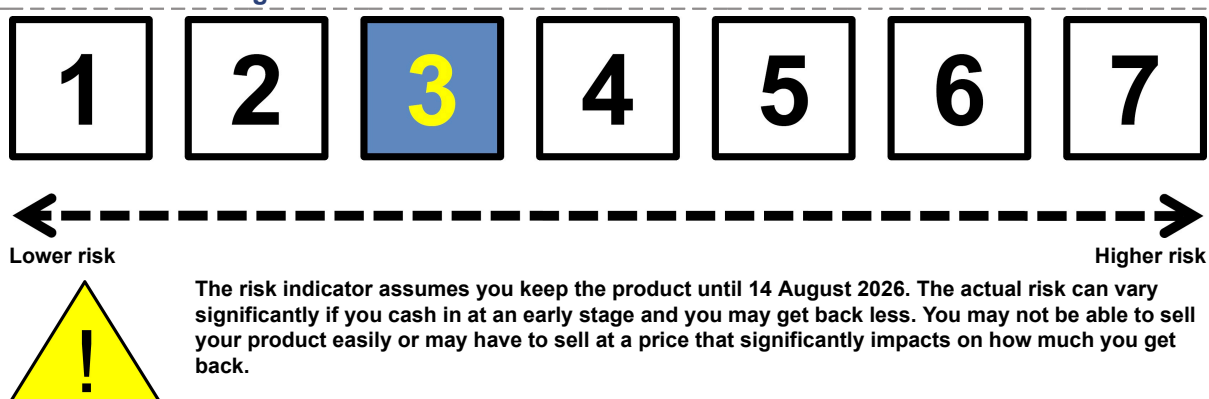 1 2 3 4 5 6 7
Lower risk Higher risk
The risk indicator assumes you keep the product until 14 August 2026. The actual risk can vary
significantly if you cash in at an early stage and you may get back less. You may not be able to sell
your product easily or may have to sell at a price that significantly impacts on how much you get
back.
!